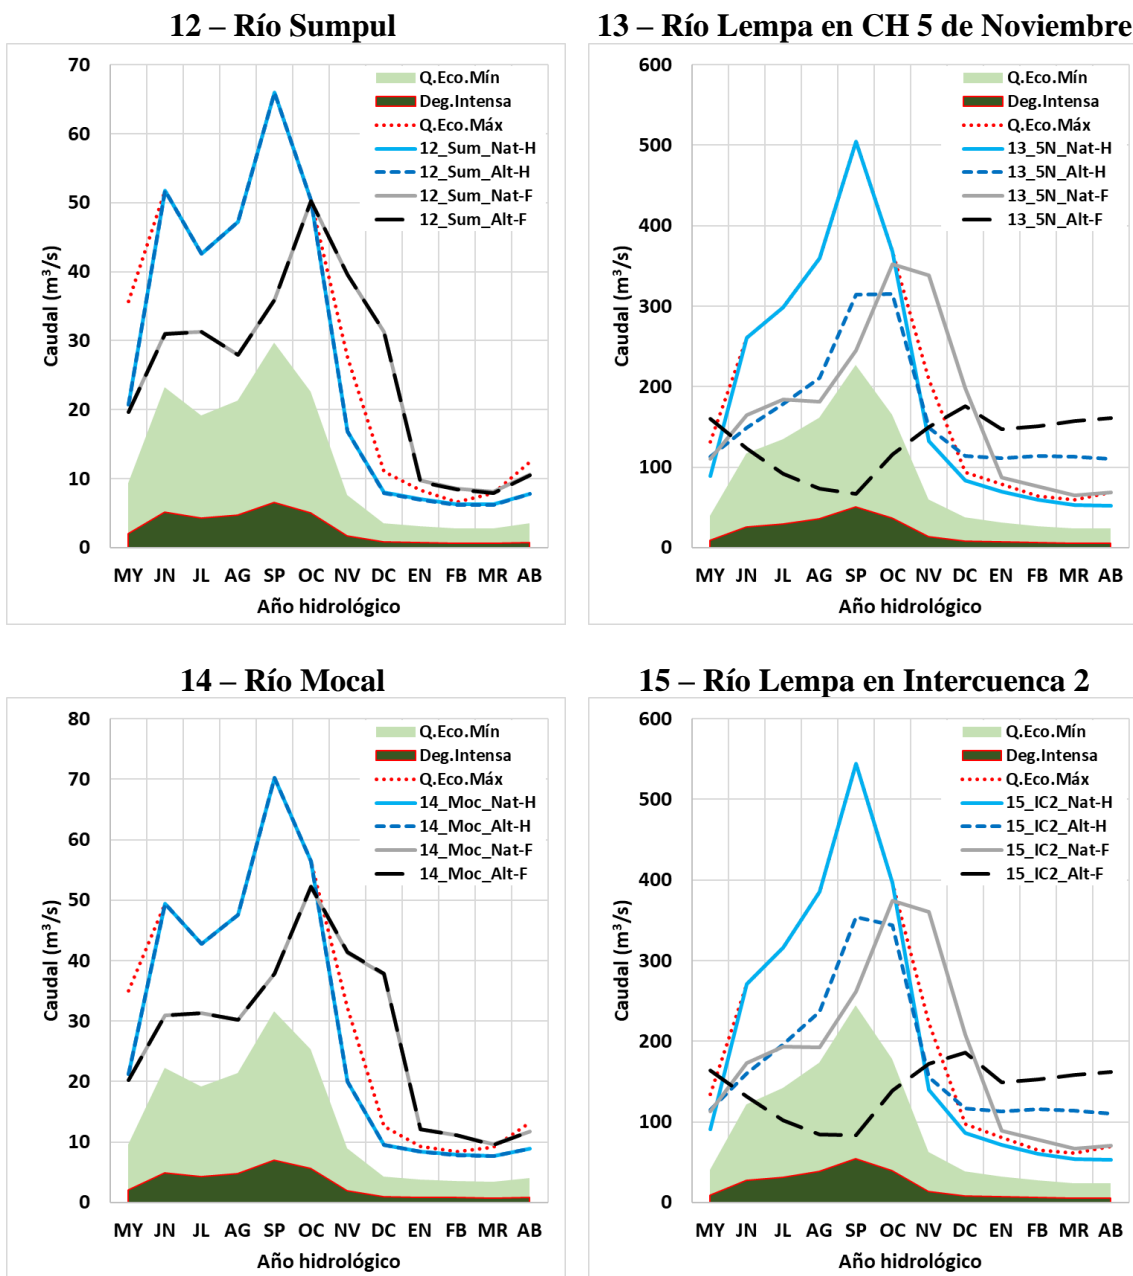 12 – Río Sumpul
70
60
50
40
30
20
10
0
Caudal (m³/s)
Q.Eco.Mín
Deg.Intensa
Q.Eco.Máx
12_Sum_Nat-H
12_Sum_Alt-H
12_Sum_Nat-F
12_Sum_Alt-F
MY JN JL AG SP OC NV DC EN FB MR AB
Año hidrológico
13 – Río Lempa en CH 5 de Noviembre
600
500
400
300
200
100
0
Caudal (m³/s)
Q.Eco.Mín
Deg.Intensa
Q.Eco.Máx
13_5N_Nat-H
13_5N_Alt-H
13_5N_Nat-F
13_5N_Alt-F
MY JN JL AG SP OC NV DC EN FB MR AB
Año hidrológico
14 – Río Mocal
80
70
60
50
40
30
20
10
0
Caudal (m³/s)
Q.Eco.Mín
Deg.Intensa
Q.Eco.Máx
14_Moc_Nat-H
14_Moc_Alt-H
14_Moc_Nat-F
14_Moc_Alt-F
MY JN JL AG SP OC NV DC EN FB MR AB
Año hidrológico
15 – Río Lempa en Intercuenca 2
600
500
400
300
200
100
0
Caudal (m³/s)
Q.Eco.Mín
Deg.Intensa
Q.Eco.Máx
15_IC2_Nat-H
15_IC2_Alt-H
15_IC2_Nat-F
15_IC2_Alt-F
MY JN JL AG SP OC NV DC EN FB MR AB
Año hidrológico